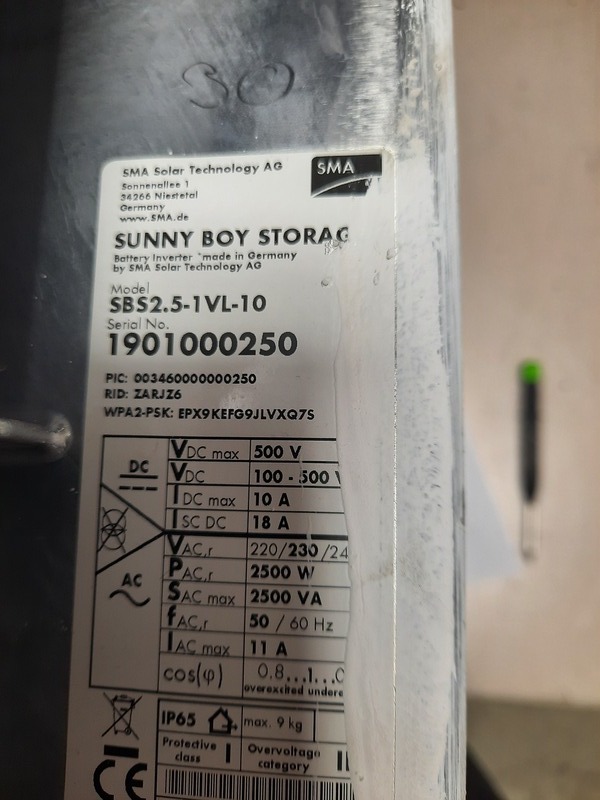 30
SMA Solar Technology AG
Sonnenallee 1
34266 Niestetal
Germany
www.SMA.de
SMA
SUNNY BOY STORAG
Battery Inverter *made in Germany
by SMA Solar Technology AG
Model
SBS2.5-1VL-10
Serial No.
1901000250
PIC: 003460000000250
RID: ZARJZ6
WPA2-PSK: EPX9KEFG9JLVXQ7S
DC
VDC max 500 V
VDC 100 - 500 V
IDC max 10 A
ISC DC 18 A
AC
VAC,r 220/230/24
PAC,r 2500 W
SAC max 2500 VA
fAC,r 50 / 60 Hz
IAC max 11 A
cos(φ) 0.8...1...0
overexcited undere
IP65 max. 9 kg
Protective class I Overvoltage category II
CE